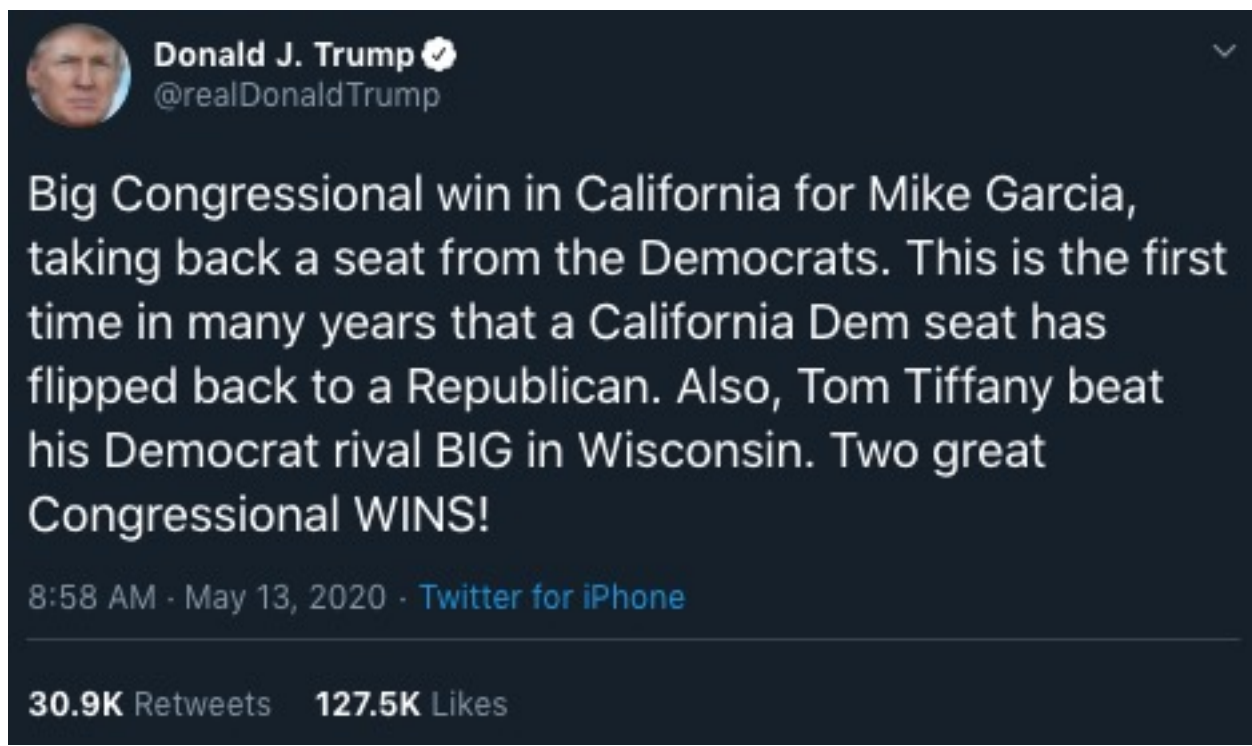 Donald J. Trump
@realDonaldTrump
Big Congressional win in California for Mike Garcia,
taking back a seat from the Democrats. This is the first
time in many years that a California Dem seat has
flipped back to a Republican. Also, Tom Tiffany beat
his Democrat rival BIG in Wisconsin. Two great
Congressional WINS!
8:58 AM · May 13, 2020 · Twitter for iPhone
30.9K Retweets 127.5K Likes